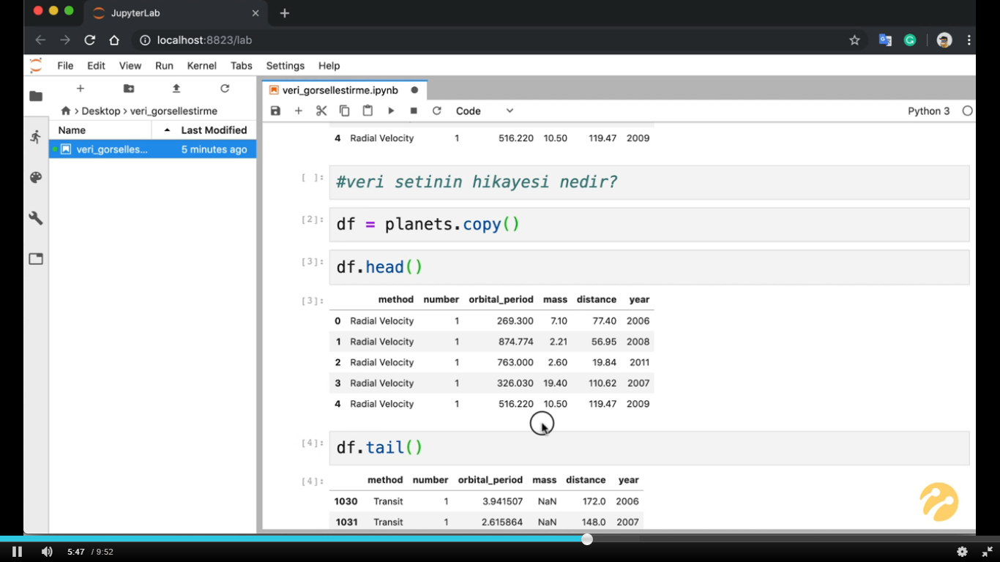 JupyterLab
localhost:8823/lab
File Edit View Run Kernel Tabs Settings Help
veri_gorsellestirme.ipynb
Code
Python 3
> Desktop > veri_gorsellestirme
Name Last Modified
veri_gorselles... 5 minutes ago
4 Radial Velocity 1 516.220 10.50 119.47 2009
[ ]: #veri setinin hikayesi nedir?
[2]: df = planets.copy()
[3]: df.head()
[3]: method number orbital_period mass distance year
0 Radial Velocity 1 269.300 7.10 77.40 2006
1 Radial Velocity 1 874.774 2.21 56.95 2008
2 Radial Velocity 1 763.000 2.60 19.84 2011
3 Radial Velocity 1 326.030 19.40 110.62 2007
4 Radial Velocity 1 516.220 10.50 119.47 2009
[4]: df.tail()
[4]: method number orbital_period mass distance year
1030 Transit 1 3.941507 NaN 172.0 2006
1031 Transit 1 2.615864 NaN 148.0 2007
5:47 / 9:52